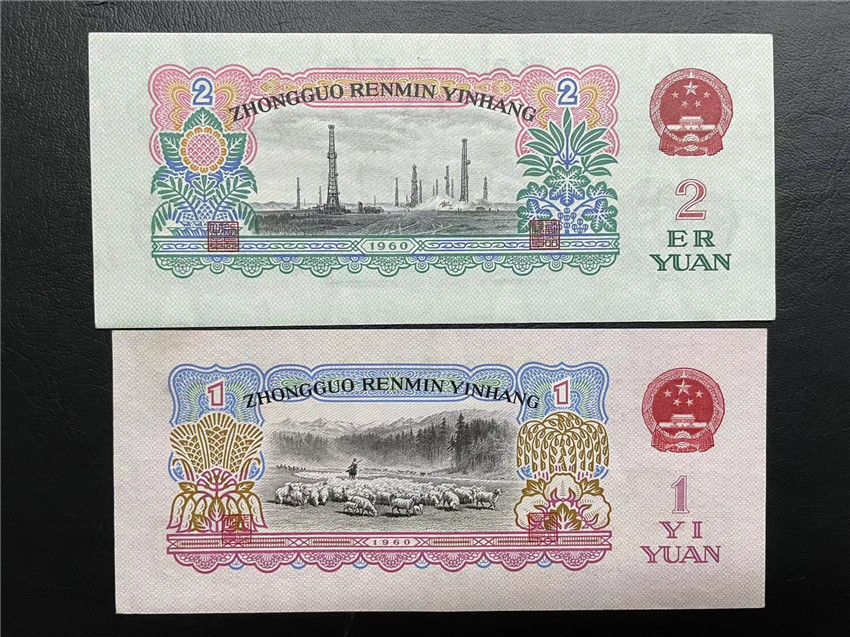 2 ZHONGGUO RENMIN YINHANG 2
2
ER
YUAN
1960
1 ZHONGGUO RENMIN YINHANG 1
1
YI
YUAN
1960